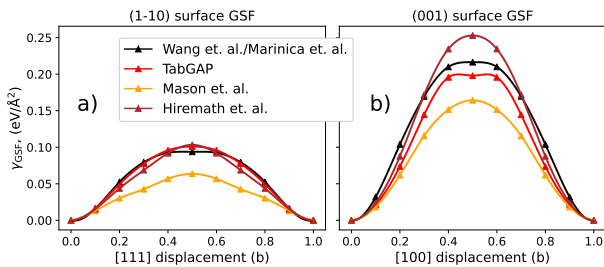 (1-10) surface GSF
(001) surface GSF
Wang et. al./Marinica et. al.
TabGAP
Mason et. al.
Hiremath et. al.
a)
b)
γGSF, (eV/Å²)
0.25
0.20
0.15
0.10
0.05
0.00
0.0 0.2 0.4 0.6 0.8 1.0
0.0 0.2 0.4 0.6 0.8 1.0
[111] displacement (b)
[100] displacement (b)